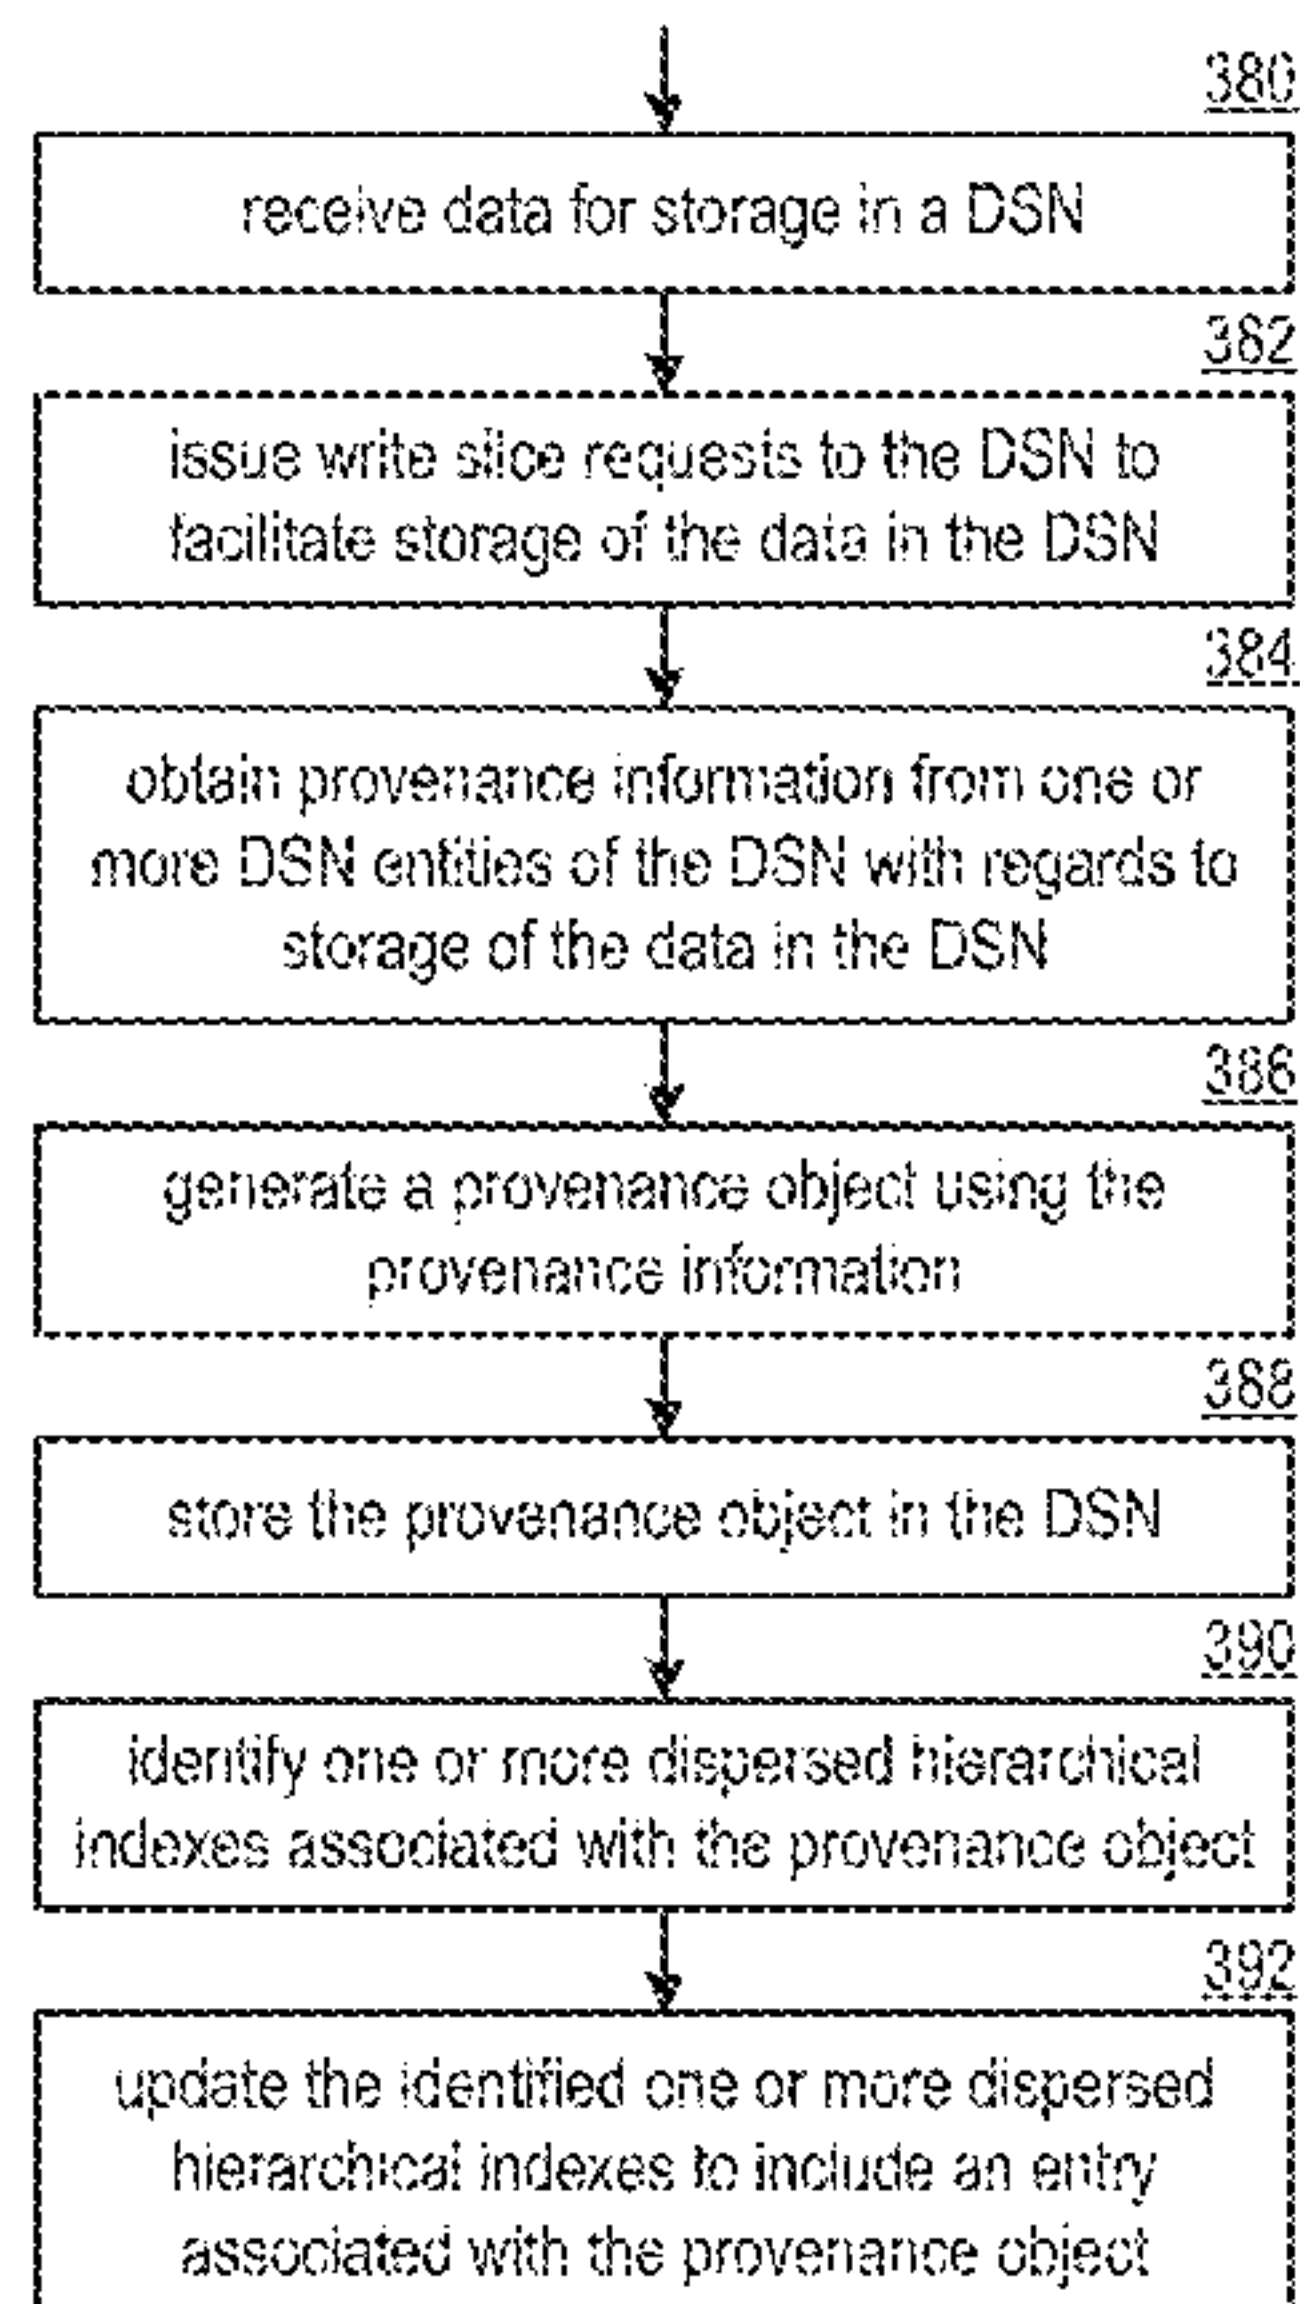 380
receive data for storage in a DSN
382
issue write slice requests to the DSN to
facilitate storage of the data in the DSN
384
obtain provenance information from one or
more DSN entities of the DSN with regards to
storage of the data in the DSN
386
generate a provenance object using the
provenance information
388
store the provenance object in the DSN
390
identify one or more dispersed hierarchical
indexes associated with the provenance object
392
update the identified one or more dispersed
hierarchical indexes to include an entry
associated with the provenance object